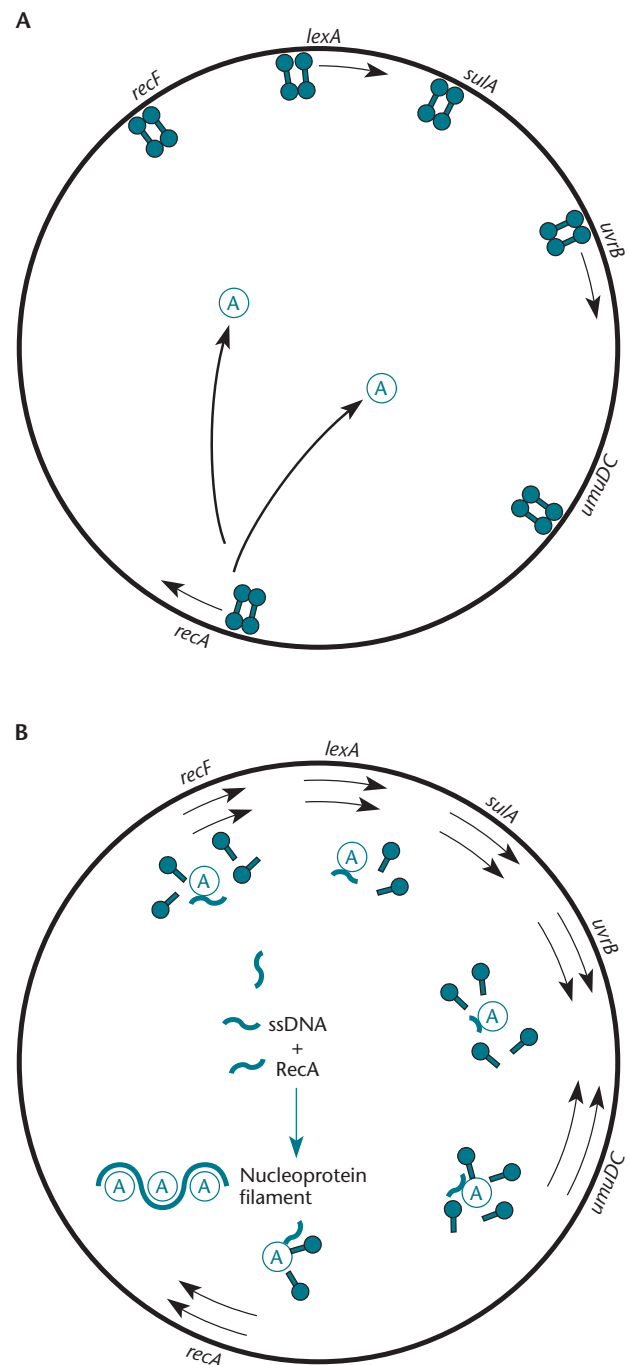 A
lexA
recF
sulA
uvrB
A
A
umuDC
recA
B
lexA
recF
sulA
A
A
uvrB
A
ssDNA
+
RecA
A A A
Nucleoprotein
filament
A
umuDC
A
recA